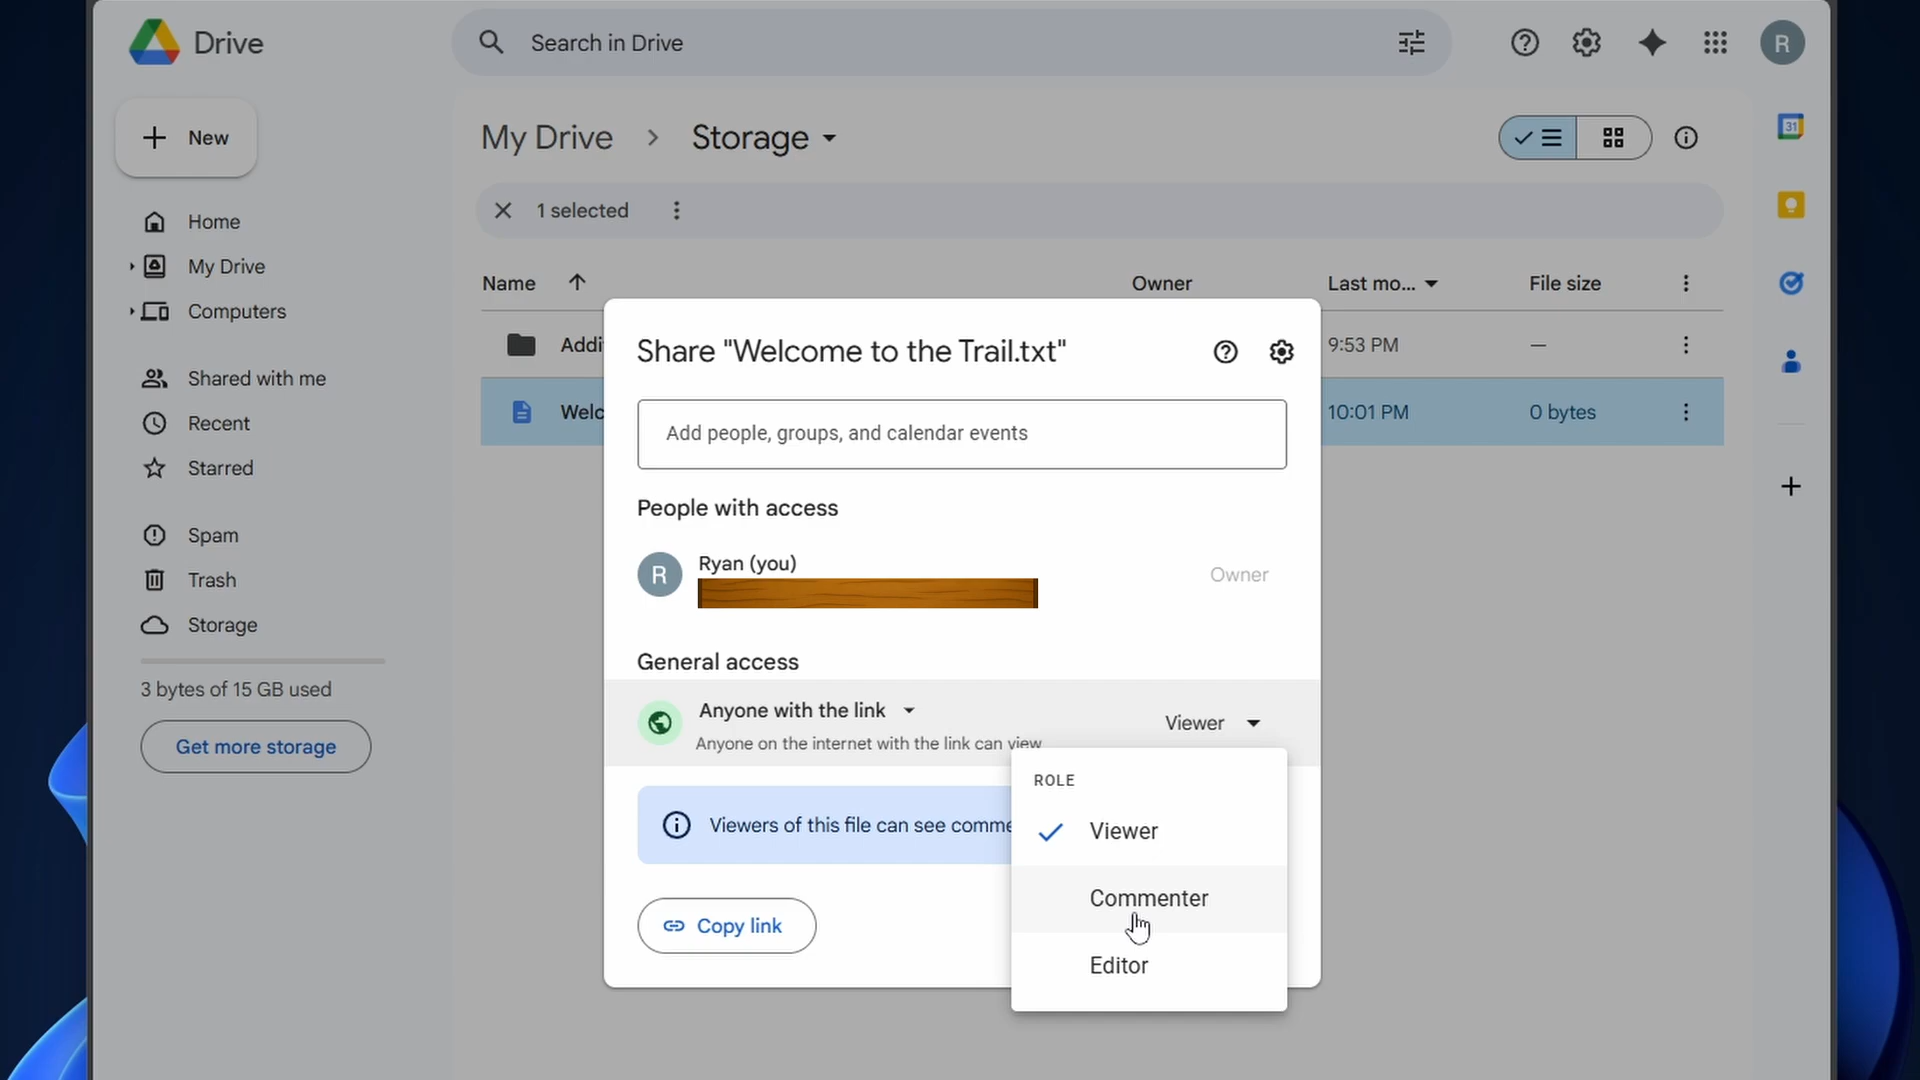 Drive
Search in Drive
R
New
My Drive > Storage
31
1 selected
Home
My Drive
Computers
Name
Owner
Last mo...
File size
Shared with me
Recent
Starred
Spam
Trash
Storage
3 bytes of 15 GB used
Get more storage
Addi
9:53 PM
—
Welc
10:01 PM
0 bytes
Share "Welcome to the Trail.txt"
Add people, groups, and calendar events
People with access
R
Ryan (you)
Owner
General access
Anyone with the link
Anyone on the internet with the link can view
Viewer
ROLE
Viewer
Commenter
Editor
Viewers of this file can see comme
Copy link